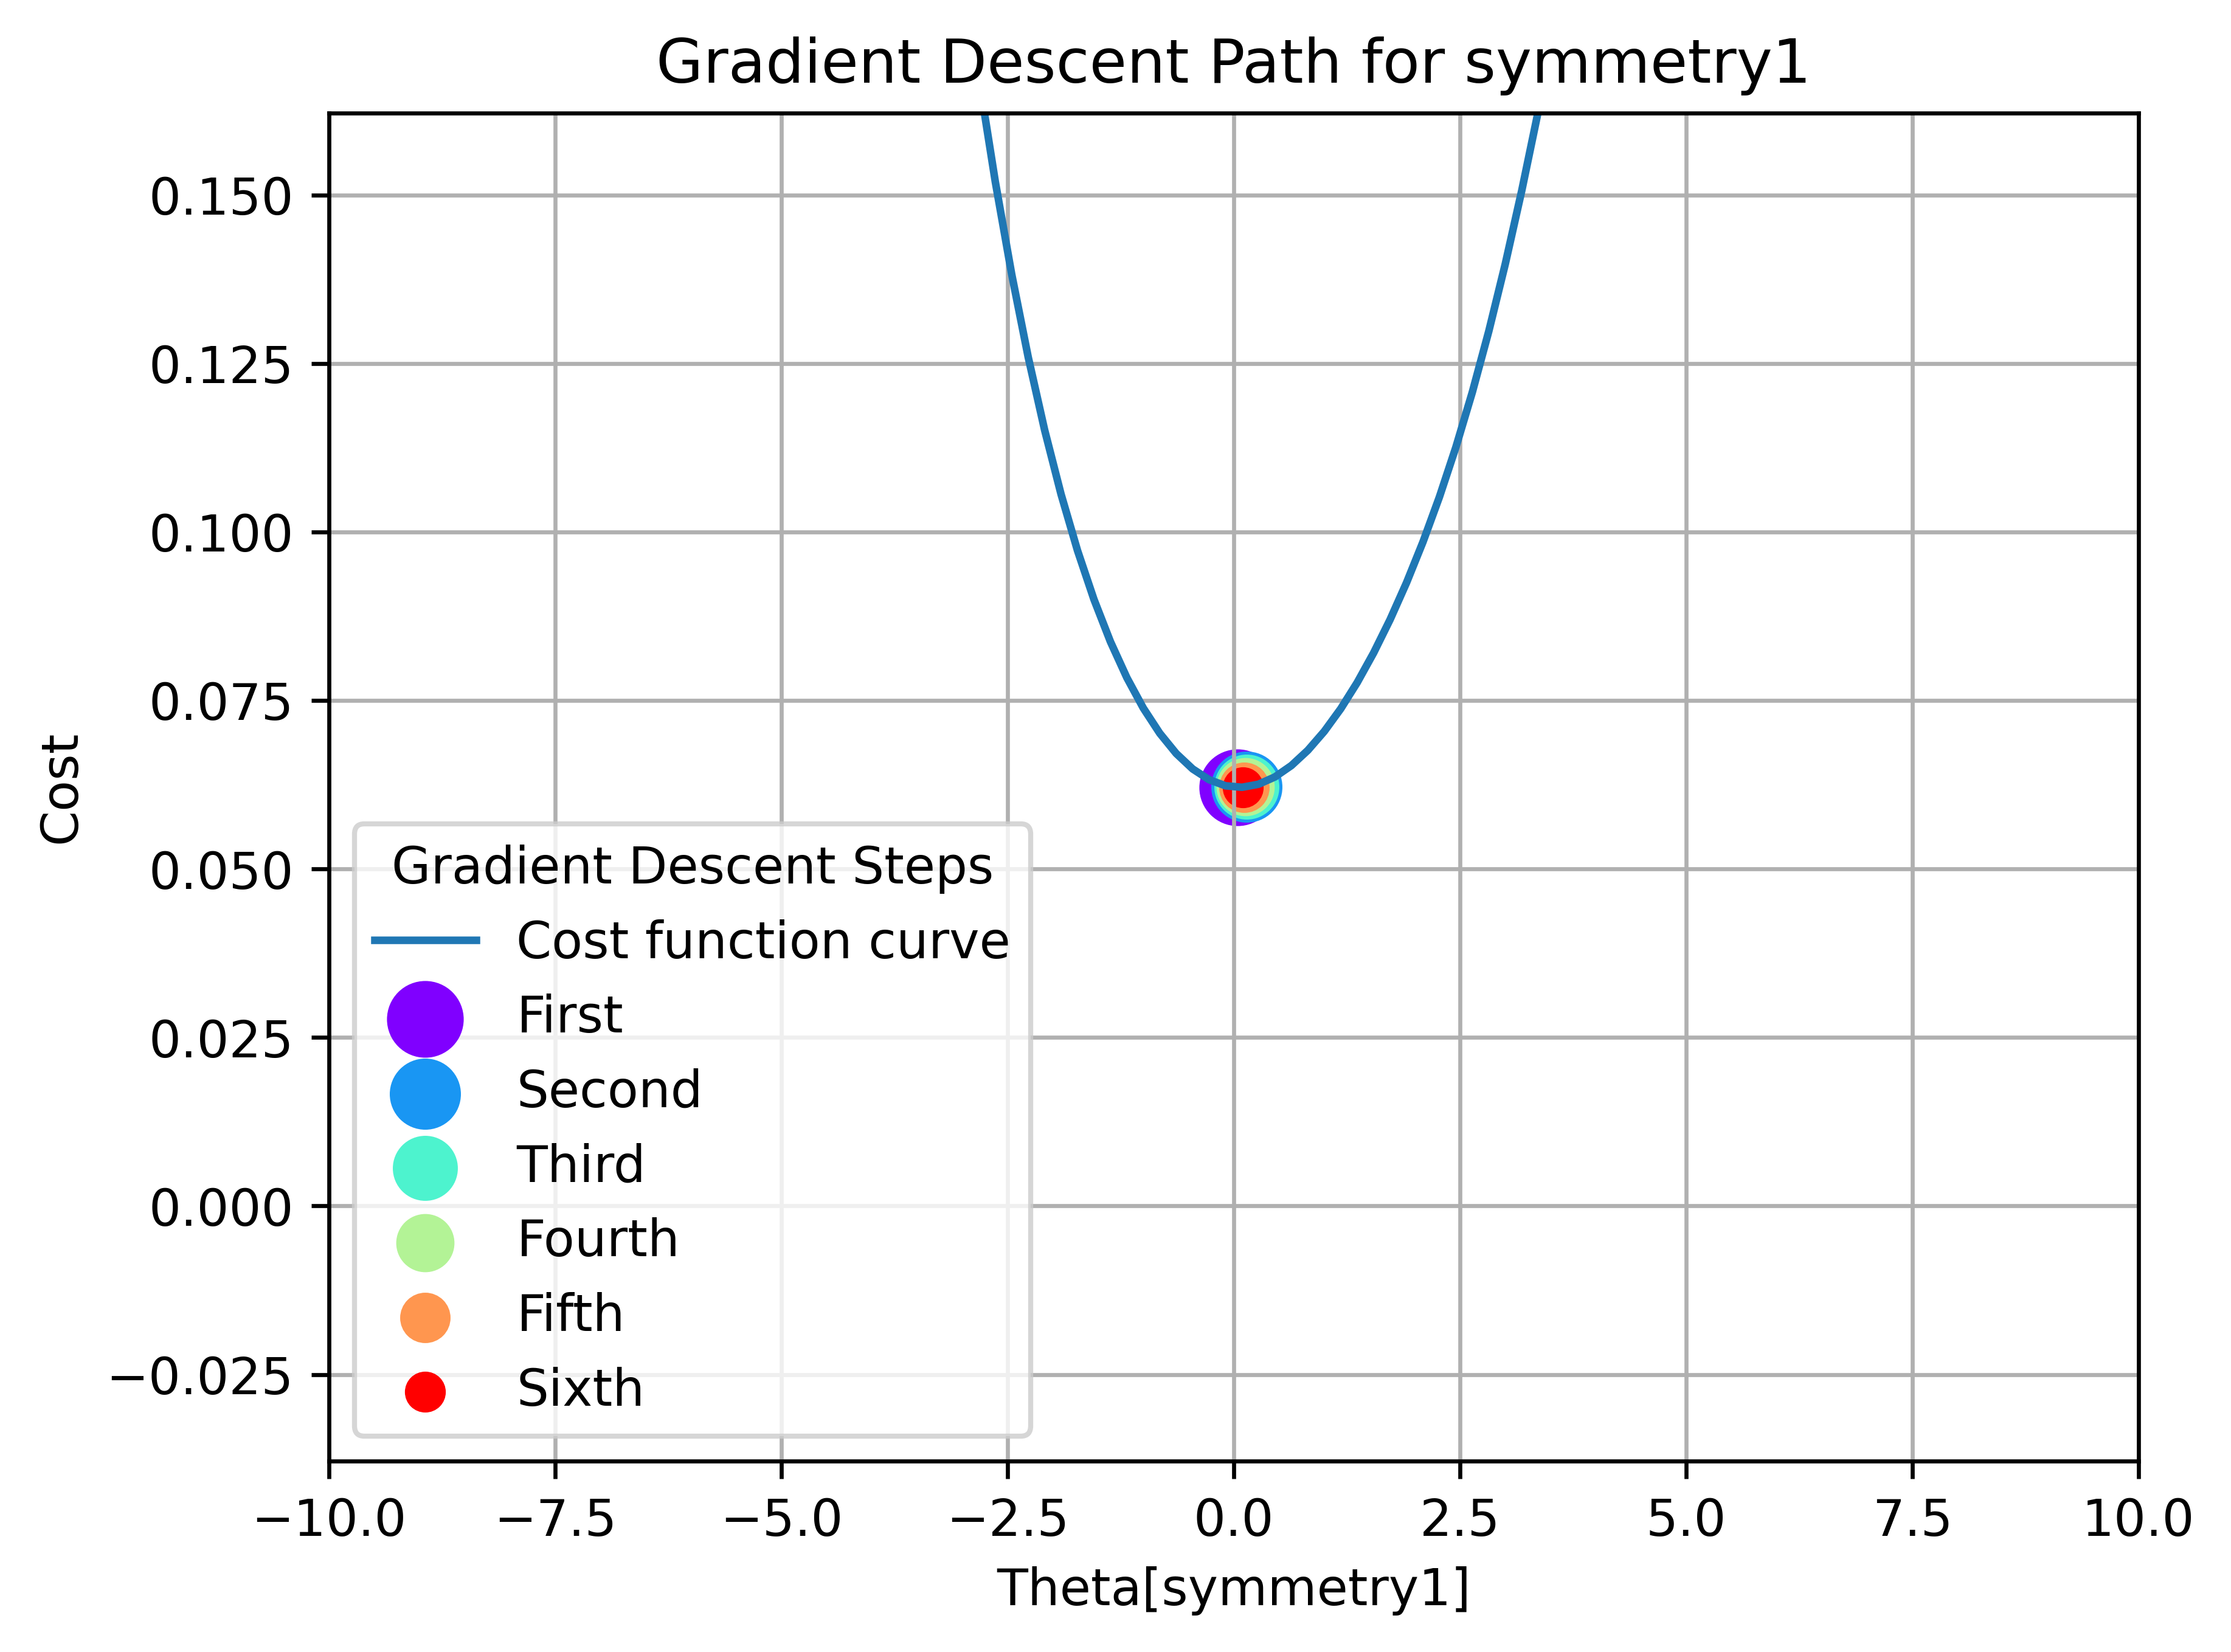 Gradient Descent Path for symmetry1
0.150
0.125
0.100
0.075
0.050
0.025
0.000
−0.025
Cost
Gradient Descent Steps
Cost function curve
First
Second
Third
Fourth
Fifth
Sixth
−10.0 −7.5 −5.0 −2.5 0.0 2.5 5.0 7.5 10.0
Theta[symmetry1]